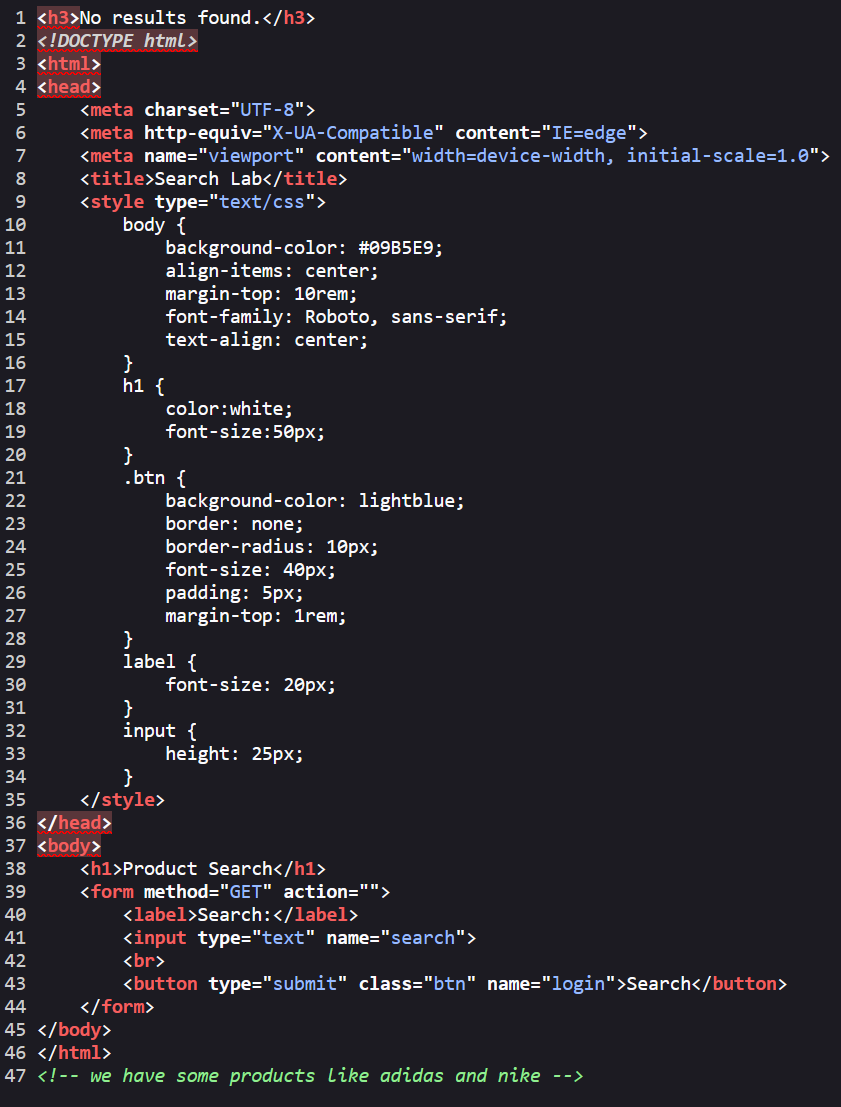 1 <h3>No results found.</h3>
2 <!DOCTYPE html>
3 <html>
4 <head>
5     <meta charset="UTF-8">
6     <meta http-equiv="X-UA-Compatible" content="IE=edge">
7     <meta name="viewport" content="width=device-width, initial-scale=1.0">
8     <title>Search Lab</title>
9     <style type="text/css">
10         body {
11             background-color: #09B5E9;
12             align-items: center;
13             margin-top: 10rem;
14             font-family: Roboto, sans-serif;
15             text-align: center;
16         }
17         h1 {
18             color:white;
19             font-size:50px;
20         }
21         .btn {
22             background-color: lightblue;
23             border: none;
24             border-radius: 10px;
25             font-size: 40px;
26             padding: 5px;
27             margin-top: 1rem;
28         }
29         label {
30             font-size: 20px;
31         }
32         input {
33             height: 25px;
34         }
35     </style>
36 </head>
37 <body>
38     <h1>Product Search</h1>
39     <form method="GET" action="">
40         <label>Search:</label>
41         <input type="text" name="search">
42         <br>
43         <button type="submit" class="btn" name="login">Search</button>
44     </form>
45 </body>
46 </html>
47 <!-- we have some products like adidas and nike -->